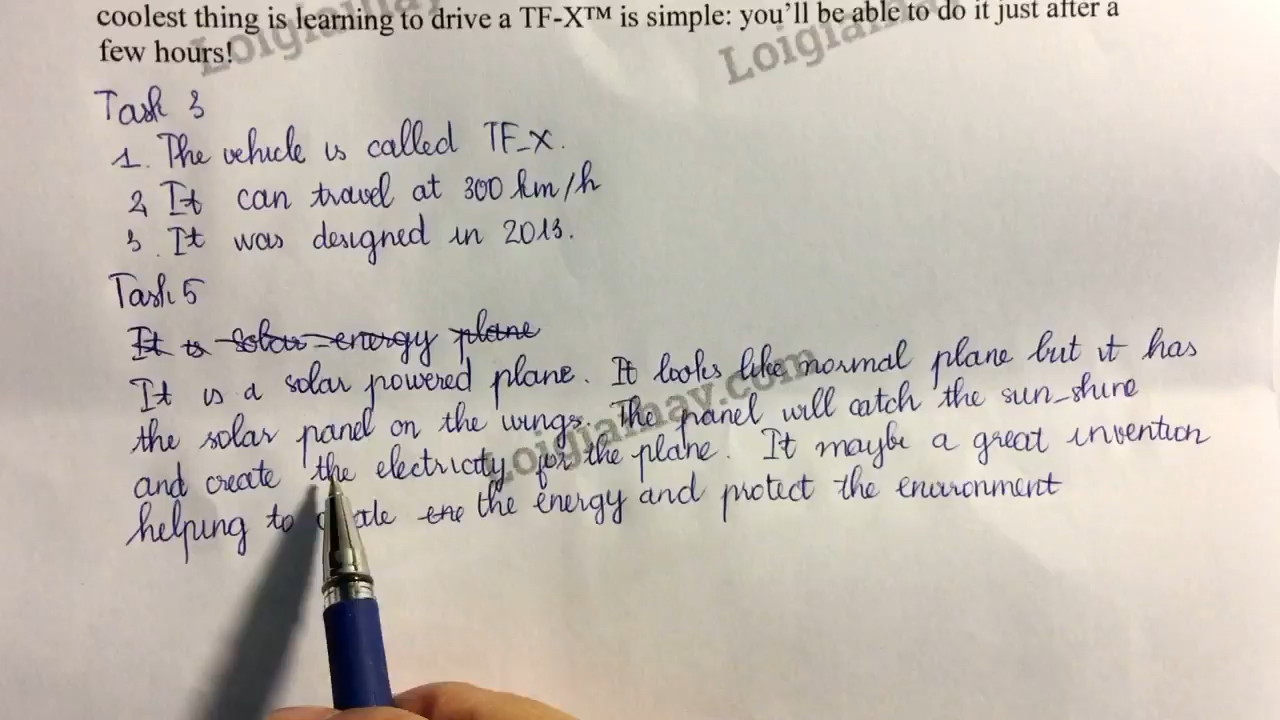 coolest thing is learning to drive a TF-X™ is simple: you’ll be able to do it just after a
few hours!
Task 3
1. The vehicle is called TF_X.
2, It can travel at 300 km/h
3. It was designed in 2013.
Task 5
It is solar energy plane
It is a solar powered plane. It looks like normal plane but it has
the solar panel on the wings. The panel will catch the sun_shine
and create the electricity for the plane. It maybe a great invention
helping to the energy and protect the environment
Loigiaihay.com